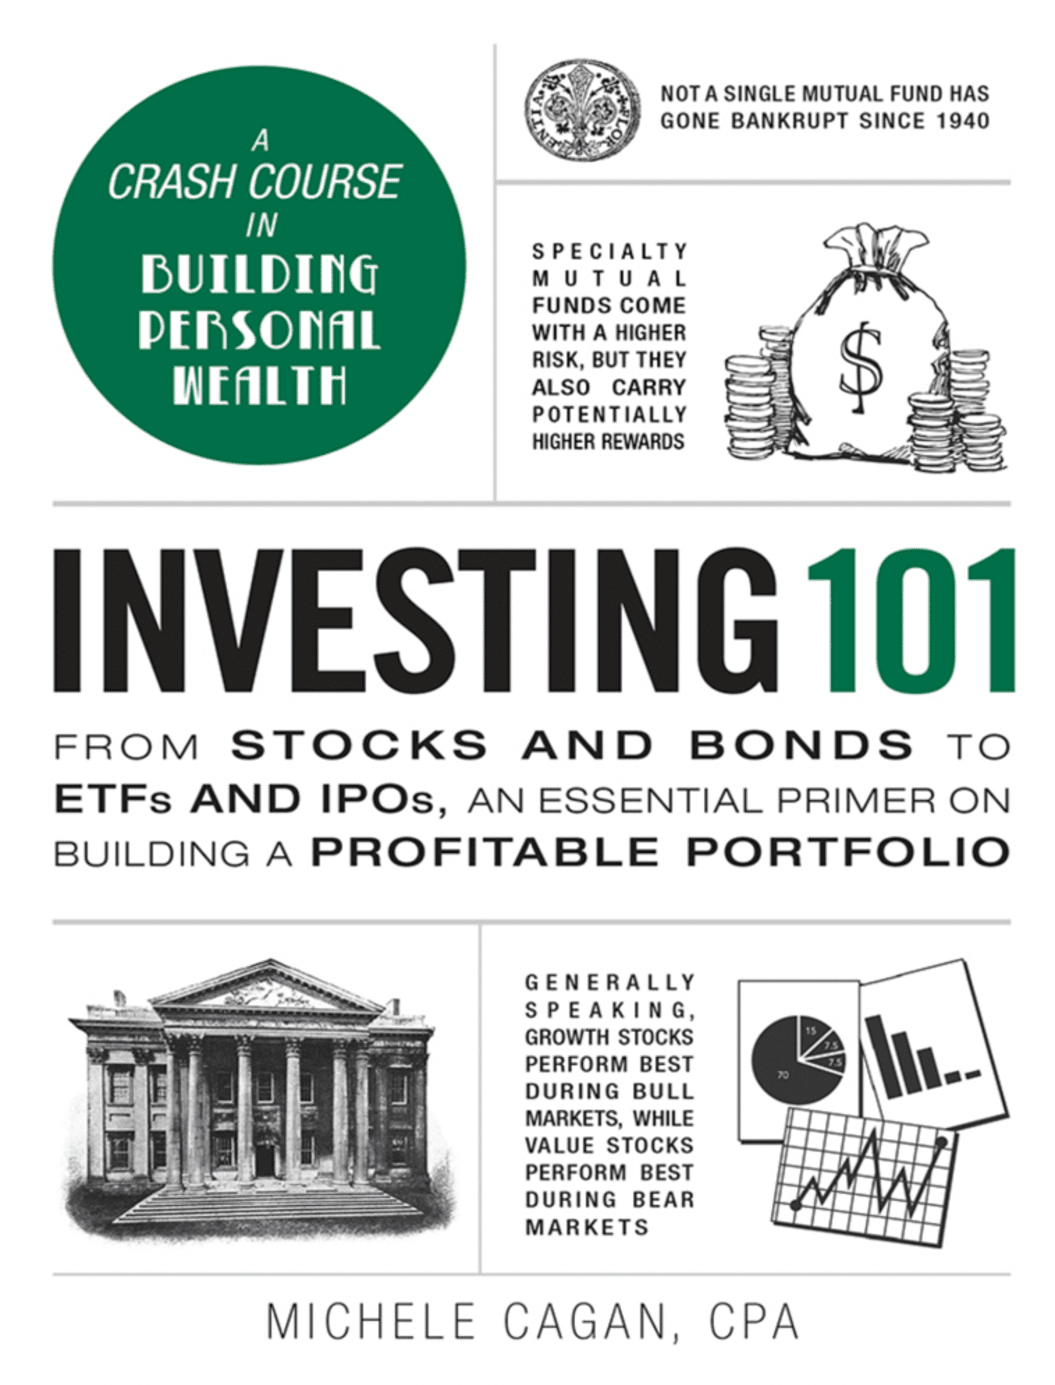 A
CRASH COURSE
IN
BUILDING
PERSONAL
WEALTH
ENTIA
FLOR
NOT A SINGLE MUTUAL FUND HAS
GONE BANKRUPT SINCE 1940
SPECIALTY
MUTUAL
FUNDS COME
WITH A HIGHER
RISK, BUT THEY
ALSO CARRY
POTENTIALLY
HIGHER REWARDS
$
INVESTING 101
FROM STOCKS AND BONDS TO
ETFs AND IPOs, AN ESSENTIAL PRIMER ON
BUILDING A PROFITABLE PORTFOLIO
GENERALLY
SPEAKING,
GROWTH STOCKS
PERFORM BEST
DURING BULL
MARKETS, WHILE
VALUE STOCKS
PERFORM BEST
DURING BEAR
MARKETS
15
7.5
7.5
70
MICHELE CAGAN, CPA